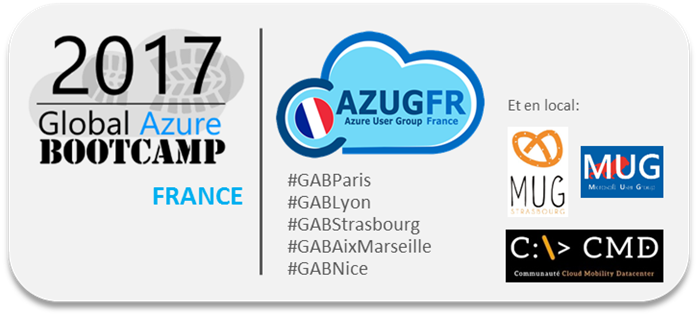 2017
Global Azure
BOOTCAMP
FRANCE
AZUGFR
Azure User Group France
#GABParis
#GABLyon
#GABStrasbourg
#GABAixMarseille
#GABNice
Et en local:
MUG
STRASBOURG
MUG
Microsoft User Group
C:\> CMD
Communauté Cloud Mobility Datacenter